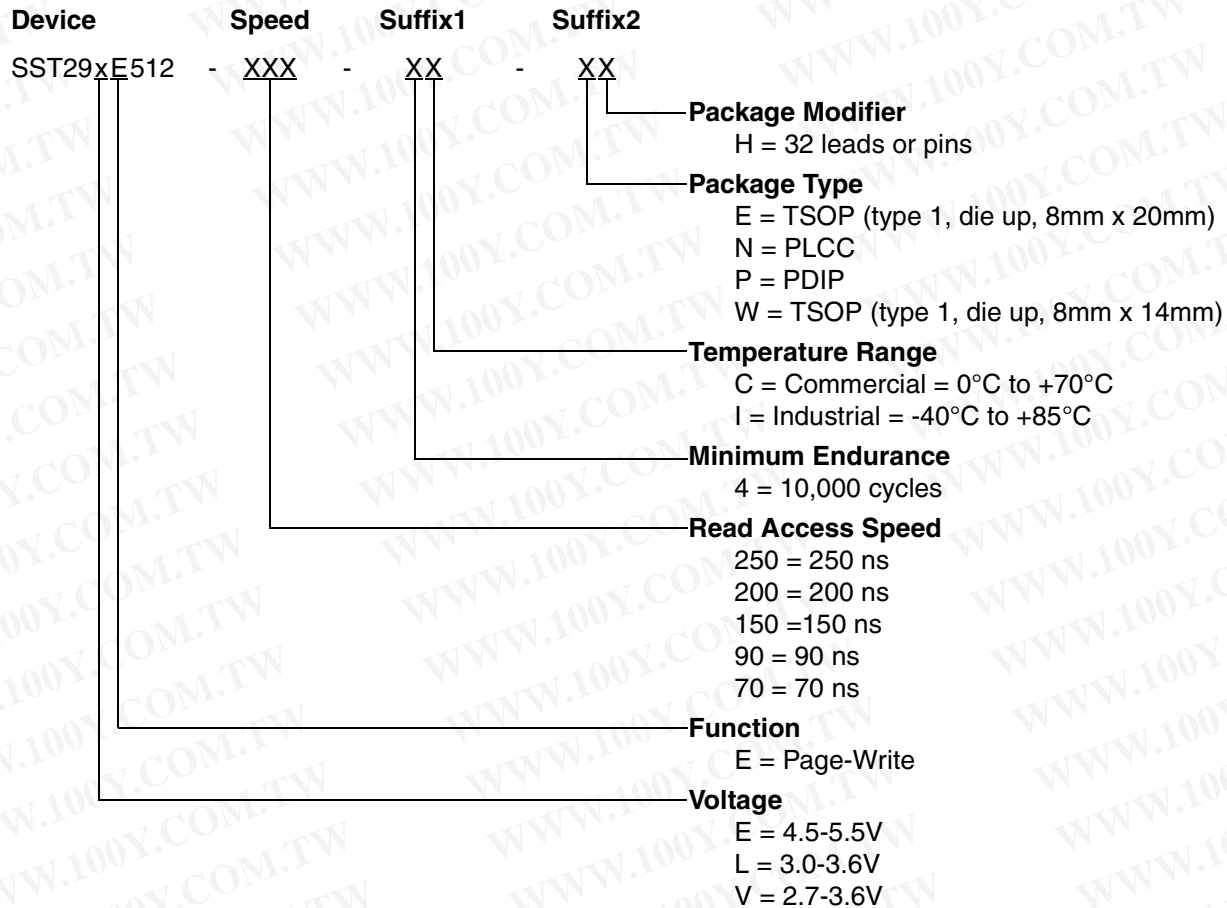 Device Speed Suffix1 Suffix2
SST29xE512 - XXX - XX - XX
Package Modifier
H = 32 leads or pins
Package Type
E = TSOP (type 1, die up, 8mm x 20mm)
N = PLCC
P = PDIP
W = TSOP (type 1, die up, 8mm x 14mm)
Temperature Range
C = Commercial = 0°C to +70°C
I = Industrial = -40°C to +85°C
Minimum Endurance
4 = 10,000 cycles
Read Access Speed
250 = 250 ns
200 = 200 ns
150 =150 ns
90 = 90 ns
70 = 70 ns
Function
E = Page-Write
Voltage
E = 4.5-5.5V
L = 3.0-3.6V
V = 2.7-3.6V
WWW.100Y.COM.TW